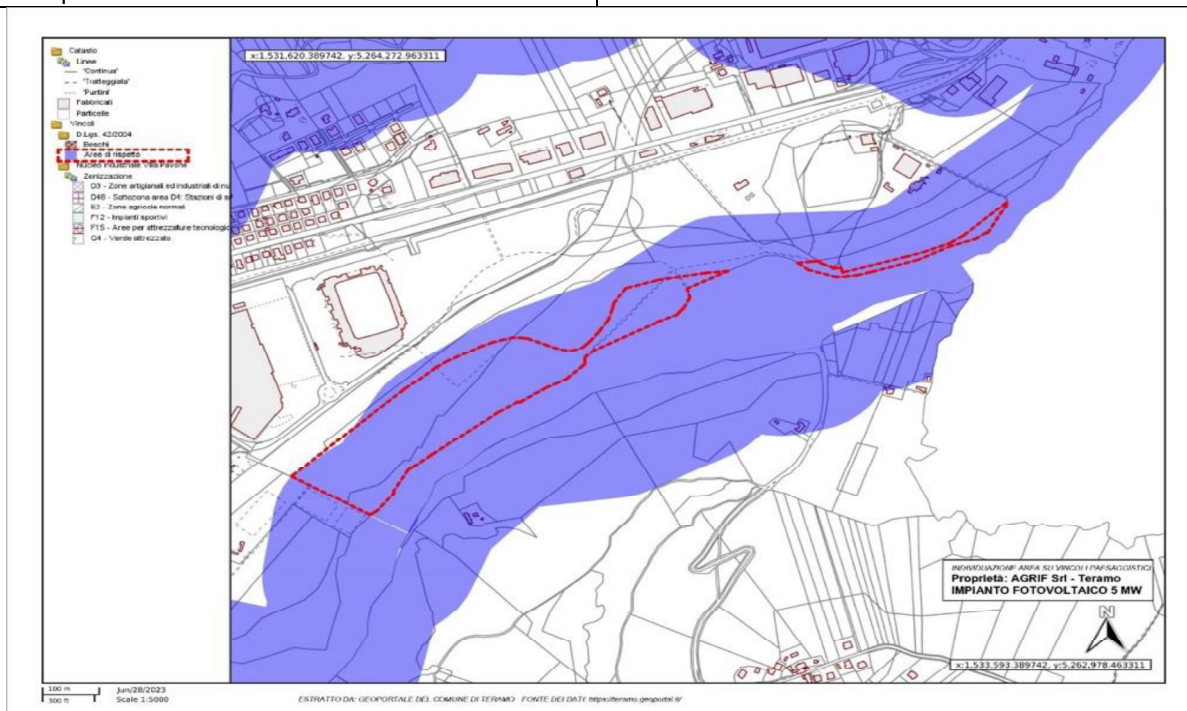 Catasto
Linee
'Continua'
'Tratteggiata'
'Puntini'
Fabbricati
Particelle
Vincoli
D.Lgs. 42/2004
Boschi
Aree di rispetto
Nucleo industriale Villa Pavone
Zonizzazione
D3 - Zone artigianali ed industriali di nu
D48 - Sottozona area D4: Stazioni di s
E2 - Zone agricole normali
F12 - Impianti sportivi
F15 - Aree per attrezzature tecnologic
G4 - Verde attrezzato
x:1,531,620.389742, y:5,264,272.963311
INDIVIDUAZIONE AREA SU VINCOLI PAESAGGISTICI
Proprietà: AGRIF Srl - Teramo
IMPIANTO FOTOVOLTAICO 5 MW
N
x:1,533,593.389742, y:5,262,978.463311
100 m
300 ft
Jun/28/2023
Scale 1:5000
ESTRATTO DA: GEOPORTALE DEL COMUNE DI TERAMO FONTE DEI DATI: https://teramo.geoportal.it/